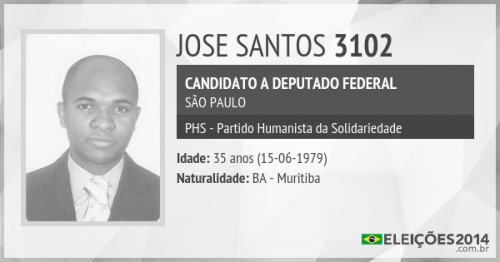 JOSE SANTOS 3102
CANDIDATO A DEPUTADO FEDERAL
SÃO PAULO
PHS - Partido Humanista da Solidariedade
Idade: 35 anos (15-06-1979)
Naturalidade: BA - Muritiba
ELEIÇÕES2014
.com.br